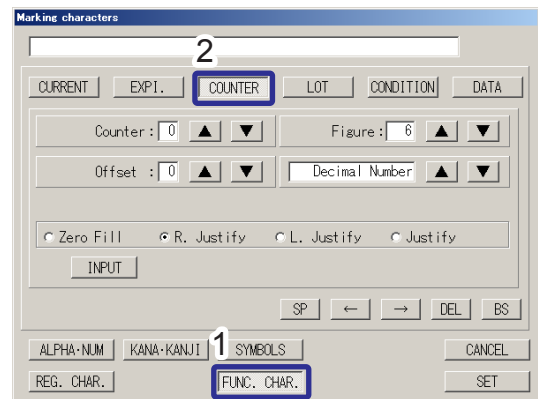 Marking characters
2
CURRENT EXPI. COUNTER LOT CONDITION DATA
Counter : 0 ▲ ▼ Figure : 6 ▲ ▼
Offset : 0 ▲ ▼ Decimal Number ▲ ▼
Zero Fill R. Justify L. Justify Justify
INPUT
SP ← → DEL BS
ALPHA・NUM KANA・KANJI 1 SYMBOLS CANCEL
REG. CHAR. FUNC. CHAR. SET